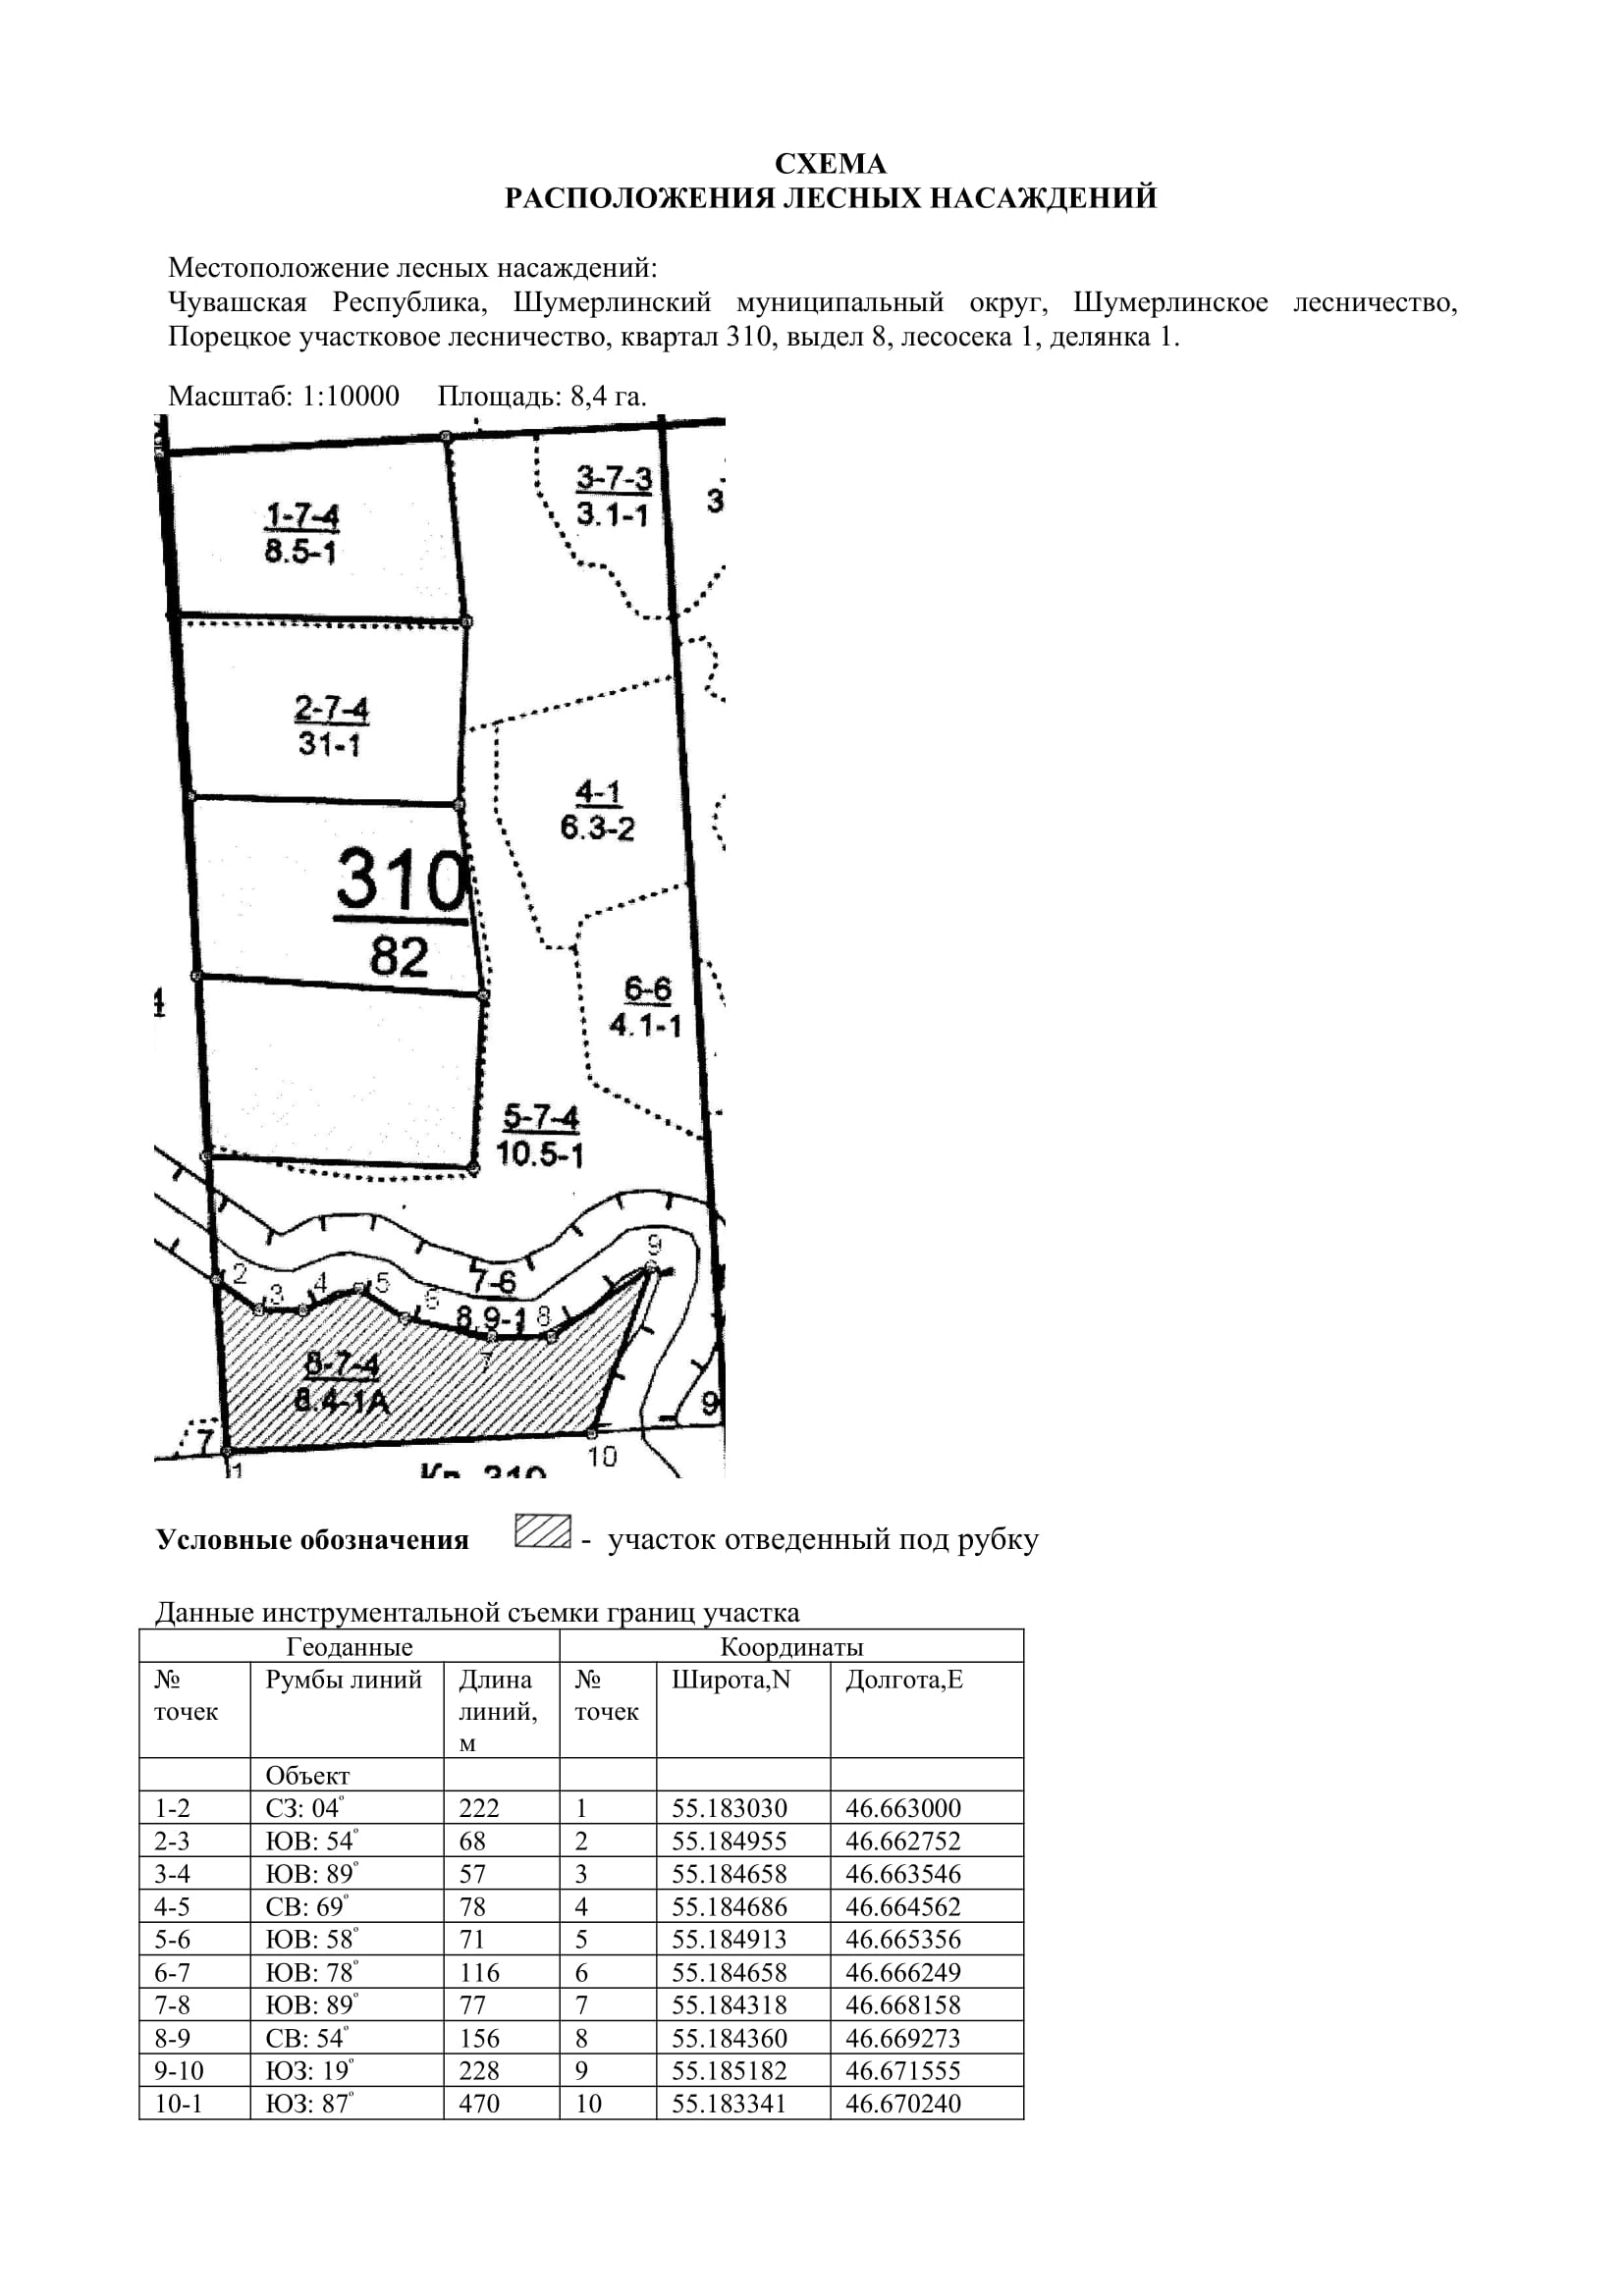 СХЕМА
РАСПОЛОЖЕНИЯ ЛЕСНЫХ НАСАЖДЕНИЙ
Местоположение лесных насаждений:
Чувашская Республика, Шумерлинский муниципальный округ, Шумерлинское лесничество,
Порецкое участковое лесничество, квартал 310, выдел 8, лесосека 1, делянка 1.
Масштаб: 1:10000 Площадь: 8,4 га.
3-7-3
3.1-1
3
1-7-4
8.5-1
2-7-4
31-1
4-1
6.3-2
310
82
6-6
4.1-1
4
5-7-4
10.5-1
9
2
3
4
5
6
7-6
8.9-1
8
7
8-7-4
8.4-1А
9
7
1
10
Кв. 319
Условные обозначения - участок отведенный под рубку
Данные инструментальной съемки границ участка
Геоданные Координаты
№ точек Румбы линий Длина линий, м № точек Широта,N Долгота,E
Объект
1-2 СЗ: 04° 222 1 55.183030 46.663000
2-3 ЮВ: 54° 68 2 55.184955 46.662752
3-4 ЮВ: 89° 57 3 55.184658 46.663546
4-5 СВ: 69° 78 4 55.184686 46.664562
5-6 ЮВ: 58° 71 5 55.184913 46.665356
6-7 ЮВ: 78° 116 6 55.184658 46.666249
7-8 ЮВ: 89° 77 7 55.184318 46.668158
8-9 СВ: 54° 156 8 55.184360 46.669273
9-10 ЮЗ: 19° 228 9 55.185182 46.671555
10-1 ЮЗ: 87° 470 10 55.183341 46.670240